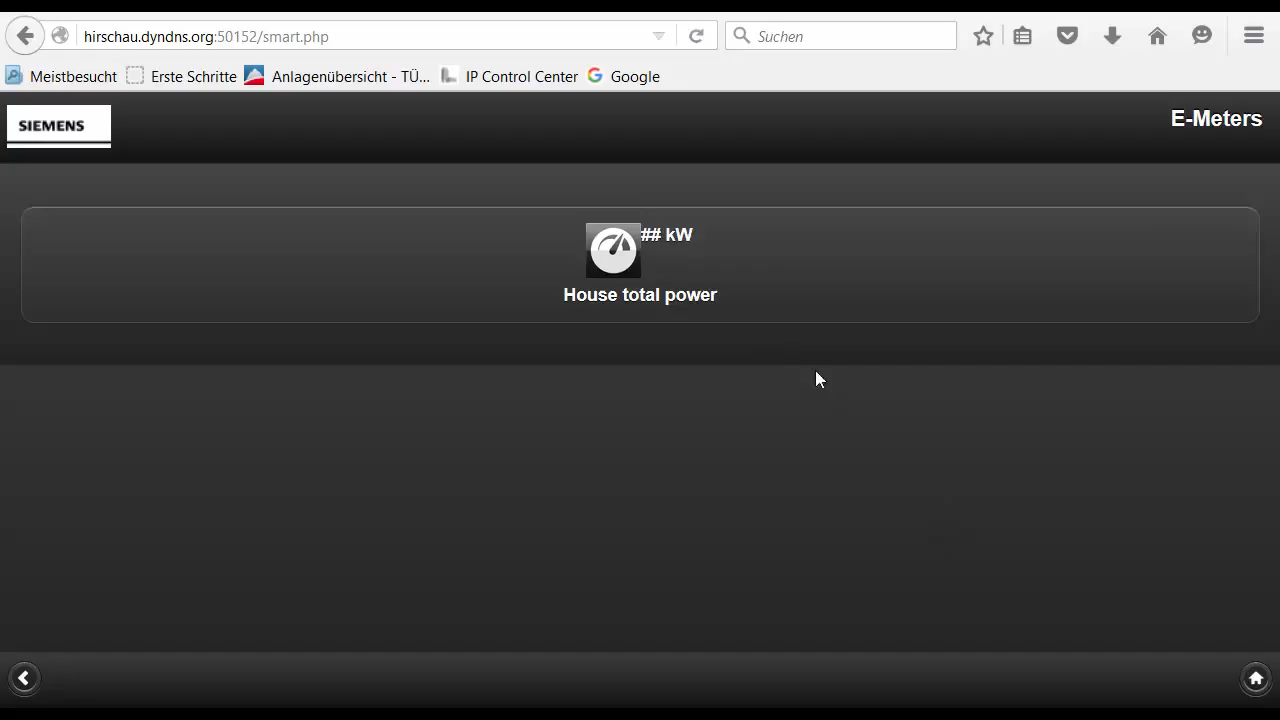 hirschau.dyndns.org:50152/smart.php
Suchen
Meistbesucht Erste Schritte Anlagenübersicht - TÜ... IP Control Center Google
SIEMENS
E-Meters
## kW
House total power